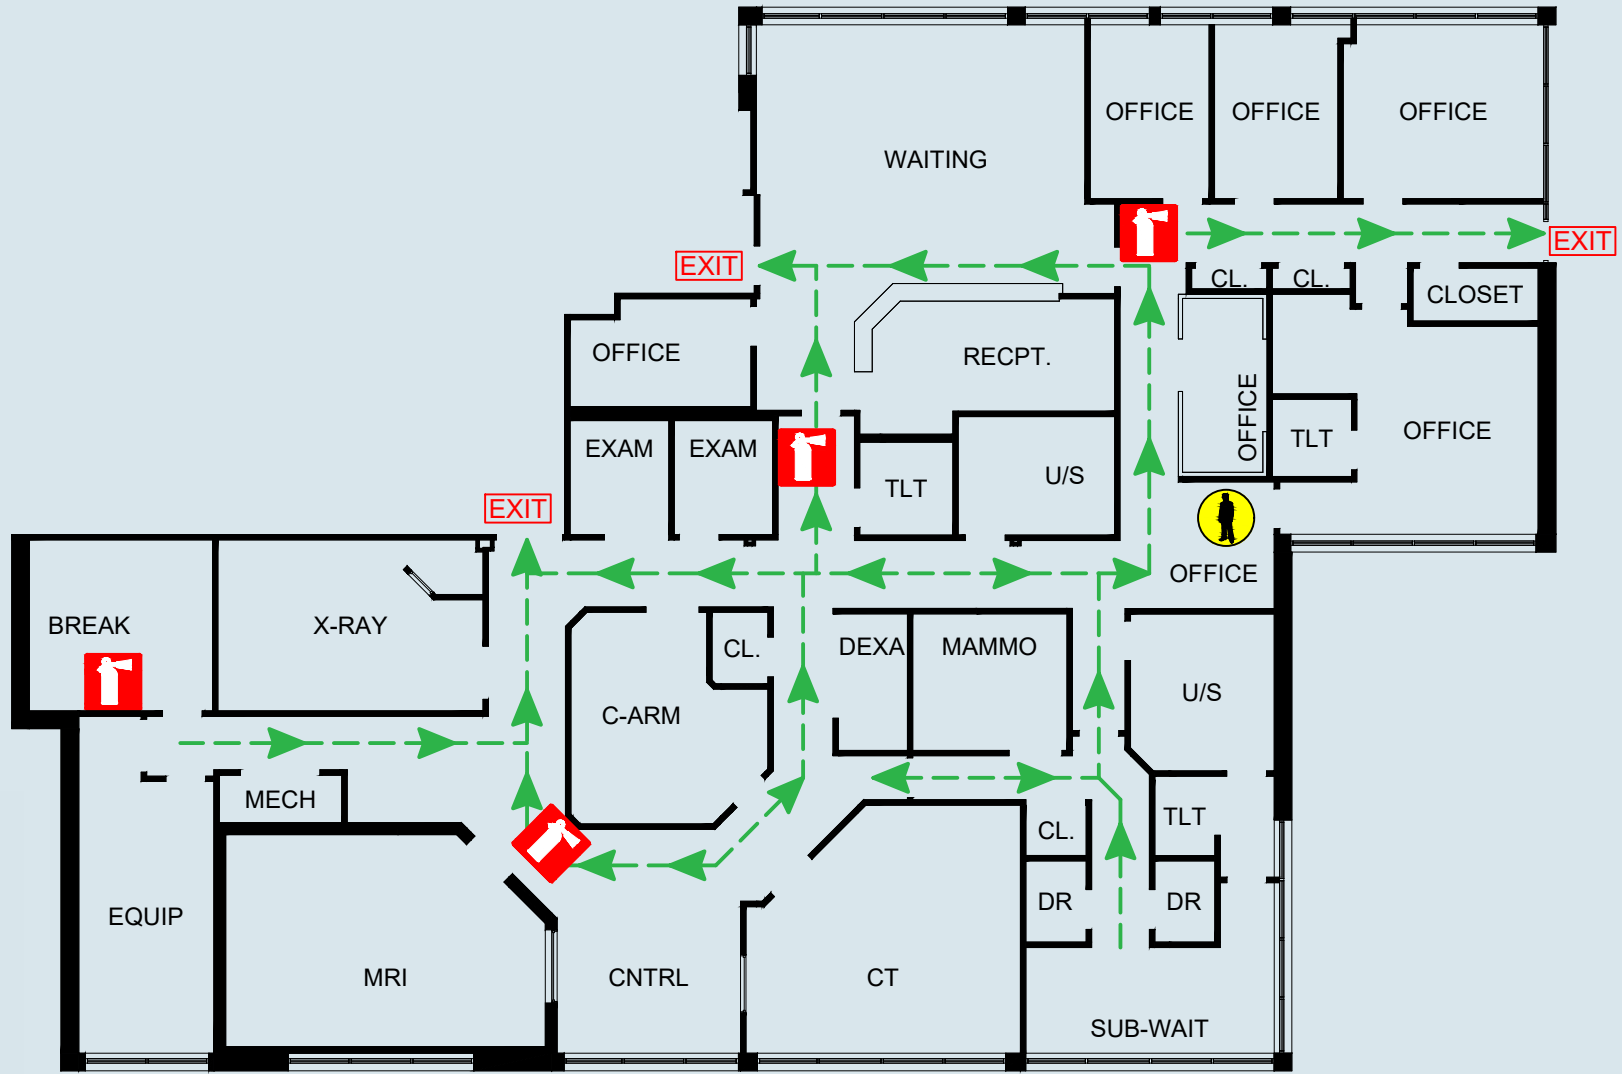 OFFICE
OFFICE
OFFICE
WAITING
EXIT
EXIT
CL.
CL.
CLOSET
OFFICE
RECPT.
OFFICE
TLT
OFFICE
EXAM
EXAM
TLT
U/S
EXIT
OFFICE
BREAK
X-RAY
CL.
DEXA
MAMMO
U/S
C-ARM
MECH
CL.
TLT
EQUIP
DR
DR
MRI
CNTRL
CT
SUB-WAIT